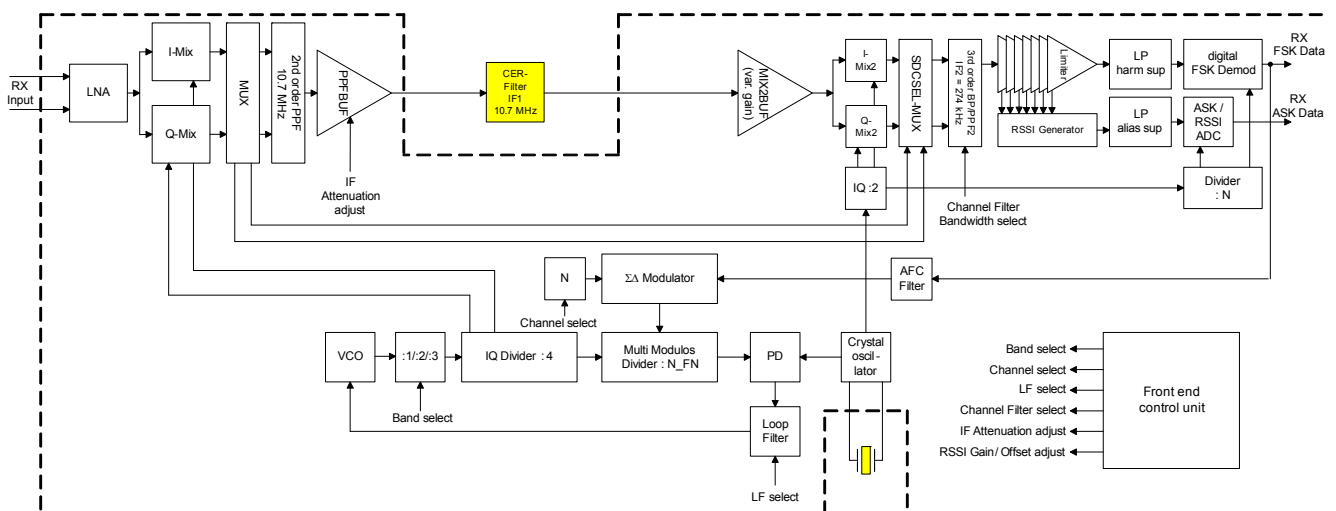 RX
Input
LNA
I-Mix
Q-Mix
MUX
2nd order PPF
10.7 MHz
PPFBUF
IF
Attenuation
adjust
CER-
Filter
IF1
10.7 MHz
MIX2BUF
(var. gain)
I-
Mix2
Q-
Mix2
SDCSEL-MUX
3rd order BPPPF2
IF2 = 274 kHz
Limiter
RSSI Generator
LP
harm sup
LP
alias sup
digital
FSK Demod
ASK /
RSSI
ADC
RX
FSK Data
RX
ASK Data
IQ :2
Divider
: N
Channel Filter
Bandwidth select
N
Channel select
ΣΔ Modulator
AFC
Filter
VCO
:1/:2/:3
Band select
IQ Divider : 4
Multi Modulos
Divider : N_FN
PD
Crystal
oscil-
lator
Loop
Filter
LF select
Band select
Channel select
LF select
Channel Filter select
IF Attenuation adjust
RSSI Gain/ Offset adjust
Front end
control unit